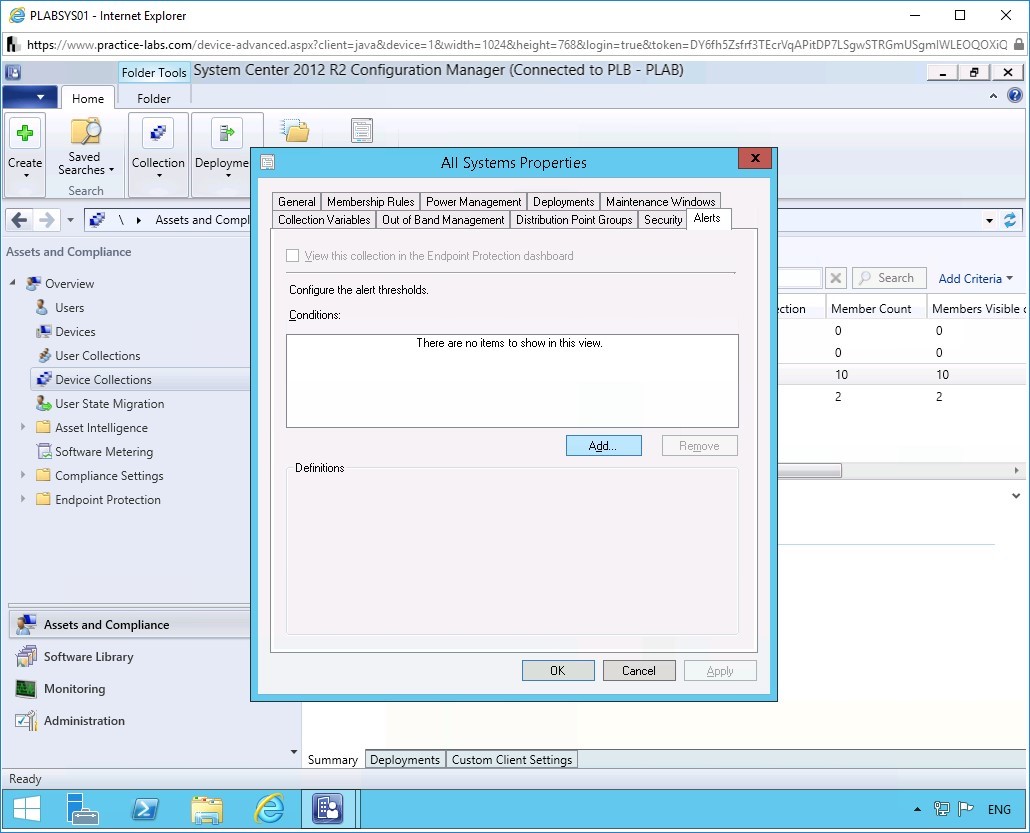 PLABSYS01 - Internet Explorer
https://www.practice-labs.com/device-advanced.aspx?client=java&device=1&width=1024&height=768&login=true&token=DY6fh5Zsfrf3TEcrVqAPitDP7LSgwSTRGmUSgmIWLEOQOXiQ
Folder Tools
System Center 2012 R2 Configuration Manager (Connected to PLB - PLAB)
Home
Folder
Create
Saved
Searches
Search
Collection
Deployme
All Systems Properties
General
Membership Rules
Power Management
Deployments
Maintenance Windows
Collection Variables
Out of Band Management
Distribution Point Groups
Security
Alerts
\
Assets and Compl
Assets and Compliance
Overview
Users
Devices
User Collections
Device Collections
User State Migration
Asset Intelligence
Software Metering
Compliance Settings
Endpoint Protection
View this collection in the Endpoint Protection dashboard
Configure the alert thresholds.
Conditions:
There are no items to show in this view.
Add...
Remove
Definitions
OK
Cancel
Apply
Search
Add Criteria
ction
Member Count
Members Visible
0
0
0
0
10
10
2
2
Assets and Compliance
Software Library
Monitoring
Administration
Summary
Deployments
Custom Client Settings
Ready
ENG